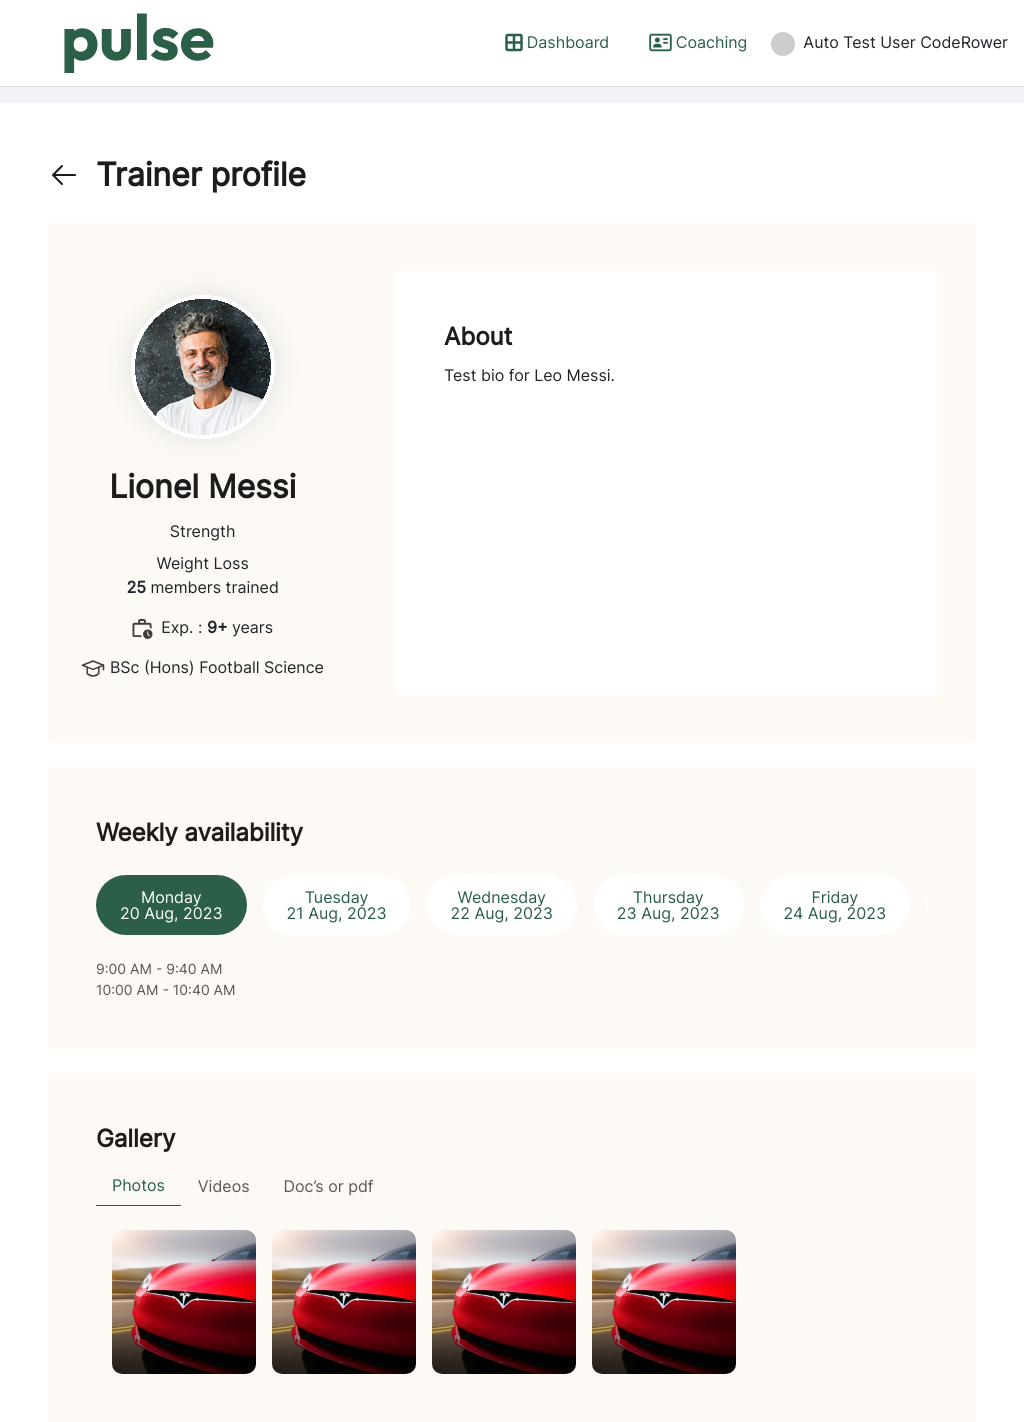 pulse
Dashboard
Coaching
Auto Test User CodeRower
Trainer profile
Lionel Messi
Strength
Weight Loss
25 members trained
Exp. : 9+ years
BSc (Hons) Football Science
About
Test bio for Leo Messi.
Weekly availability
Monday
20 Aug, 2023
Tuesday
21 Aug, 2023
Wednesday
22 Aug, 2023
Thursday
23 Aug, 2023
Friday
24 Aug, 2023
9:00 AM - 9:40 AM
10:00 AM - 10:40 AM
Gallery
Photos
Videos
Doc’s or pdf